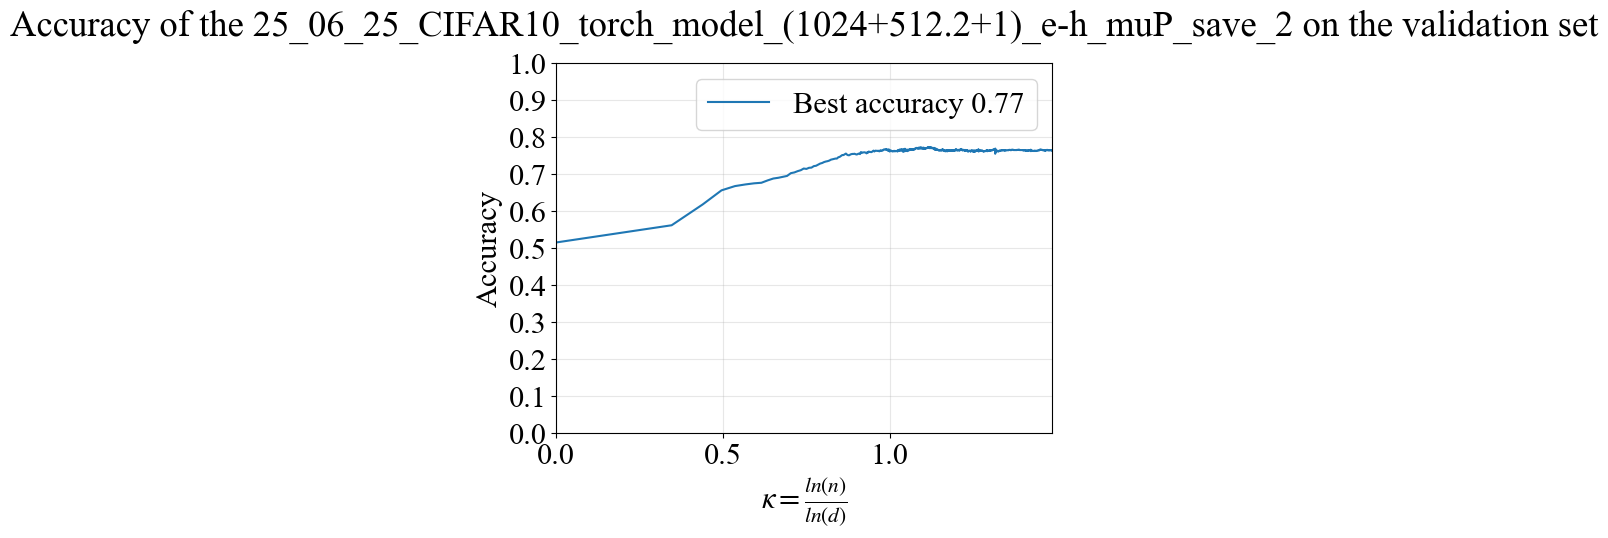 Accuracy of the 25_06_25_CIFAR10_torch_model_(1024+512.2+1)_e-h_muP_save_2 on the validation set
1.0
0.9
0.8
0.7
0.6
0.5
0.4
0.3
0.2
0.1
0.0
Accuracy
Best accuracy 0.77
0.0 0.5 1.0
κ = ln(n)
ln(d)